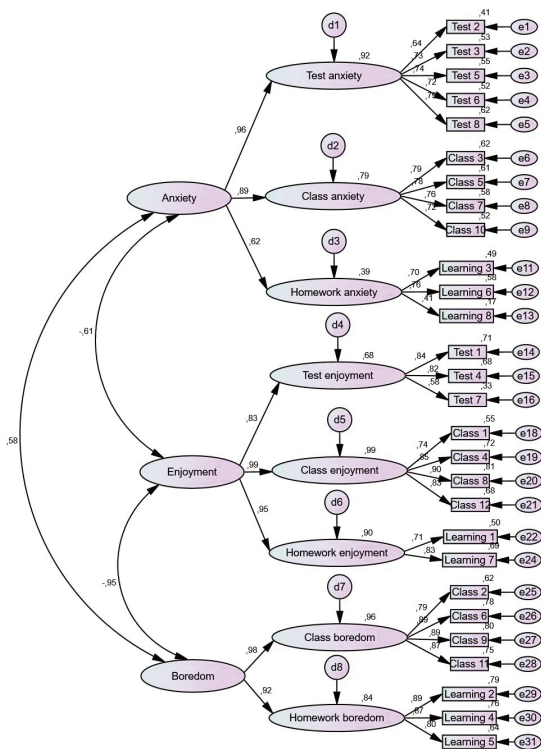 d1
,41
Test 2
e1
,64
,53
,92
,73
Test 3
e2
,55
Test anxiety
,74
Test 5
e3
,72
,52
Test 6
e4
,62
Test 8
e5
,96
d2
,62
,79
Class 3
e6
,79
,61
,78
Class 5
e7
Anxiety
,89
Class anxiety
,76
,58
Class 7
e8
,72
,52
Class 10
e9
,62
d3
,49
,39
,70
Learning 3
e11
,58
Homework anxiety
,76
Learning 6
e12
,41
,17
Learning 8
e13
-,61
d4
,71
,68
,84
Test 1
e14
,68
Test enjoyment
,82
Test 4
e15
,58
,33
Test 7
e16
,58
,83
d5
,55
,99
,74
Class 1
e18
,72
,85
Class 4
e19
Enjoyment
,99
Class enjoyment
,90
,81
Class 8
e20
,83
,68
Class 12
e21
,95
d6
,50
,90
,71
Learning 1
e22
Homework enjoyment
,83
,69
Learning 7
e24
-,95
d7
,62
,96
,79
Class 2
e25
,78
,89
Class 6
e26
Class boredom
,89
,80
Class 9
e27
,98
,87
,75
Class 11
e28
Boredom
d8
,79
,92
,84
,89
Learning 2
e29
,76
Homework boredom
,87
Learning 4
e30
,80
,64
Learning 5
e31